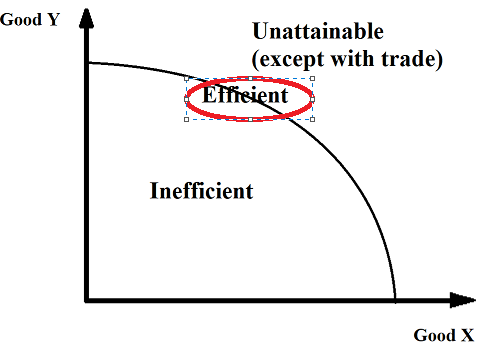 Good Y
Unattainable
(except with trade)
Efficient
Inefficient
Good X